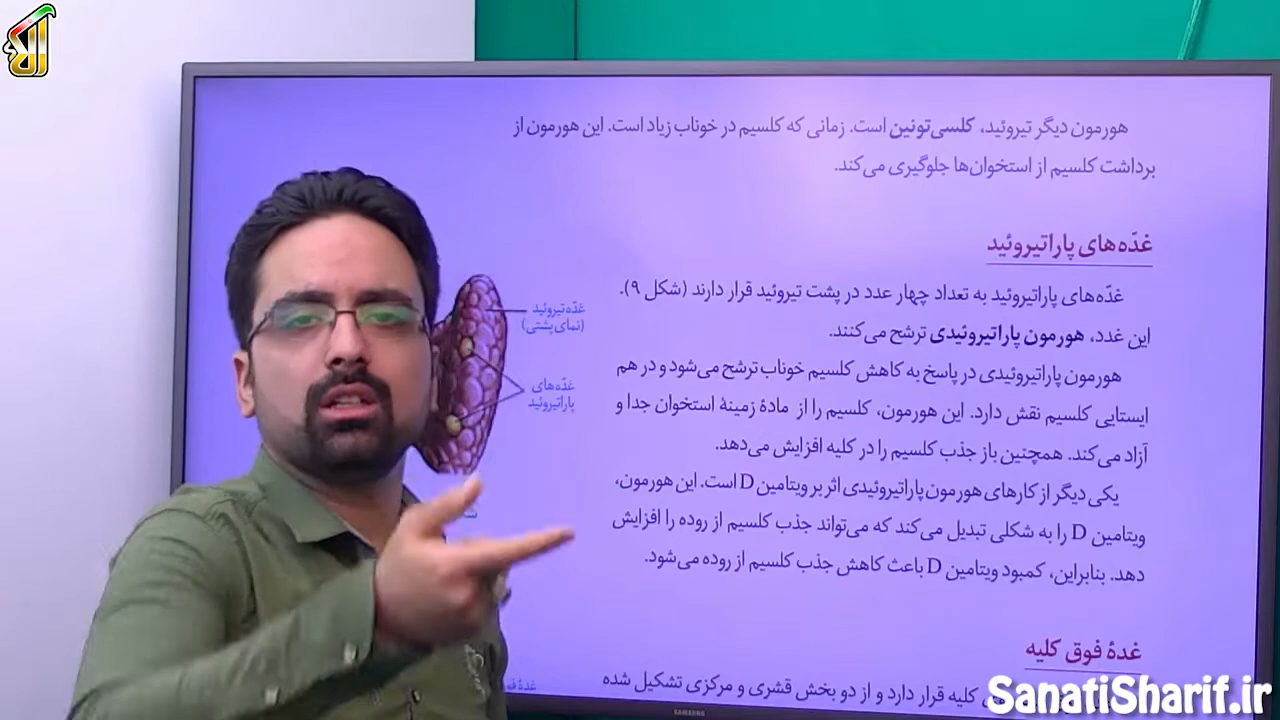 هورمون دیگر تیروئید، کلسی‌تونین است. زمانی که کلسیم در خوناب زیاد است. این هورمون از
برداشت کلسیم از استخوان‌ها جلوگیری می‌کند.
غدّه‌های پاراتیروئید
غدّه‌های پاراتیروئید به تعداد چهار عدد در پشت تیروئید قرار دارند (شکل ۹).
این غدد، هورمون پاراتیروئیدی ترشح می‌کنند.
هورمون پاراتیروئیدی در پاسخ به کاهش کلسیم خوناب ترشح می‌شود و در هم
ایستایی کلسیم نقش دارد. این هورمون، کلسیم را از مادهٔ زمینهٔ استخوان جدا و
آزاد می‌کند. همچنین باز جذب کلسیم را در کلیه افزایش می‌دهد.
یکی دیگر از کارهای هورمون پاراتیروئیدی اثر بر ویتامین D است. این هورمون،
ویتامین D را به شکلی تبدیل می‌کند که می‌تواند جذب کلسیم از روده را افزایش
دهد. بنابراین، کمبود ویتامین D باعث کاهش جذب کلسیم از روده می‌شود.
غدّه تیروئید
(نمای پشتی)
غدّه‌های
پاراتیروئید
غدهٔ فوق کلیه
کلیه قرار دارد و از دو بخش قشری و مرکزی تشکیل شده
SAMSUNG
SanatiSharif.ir